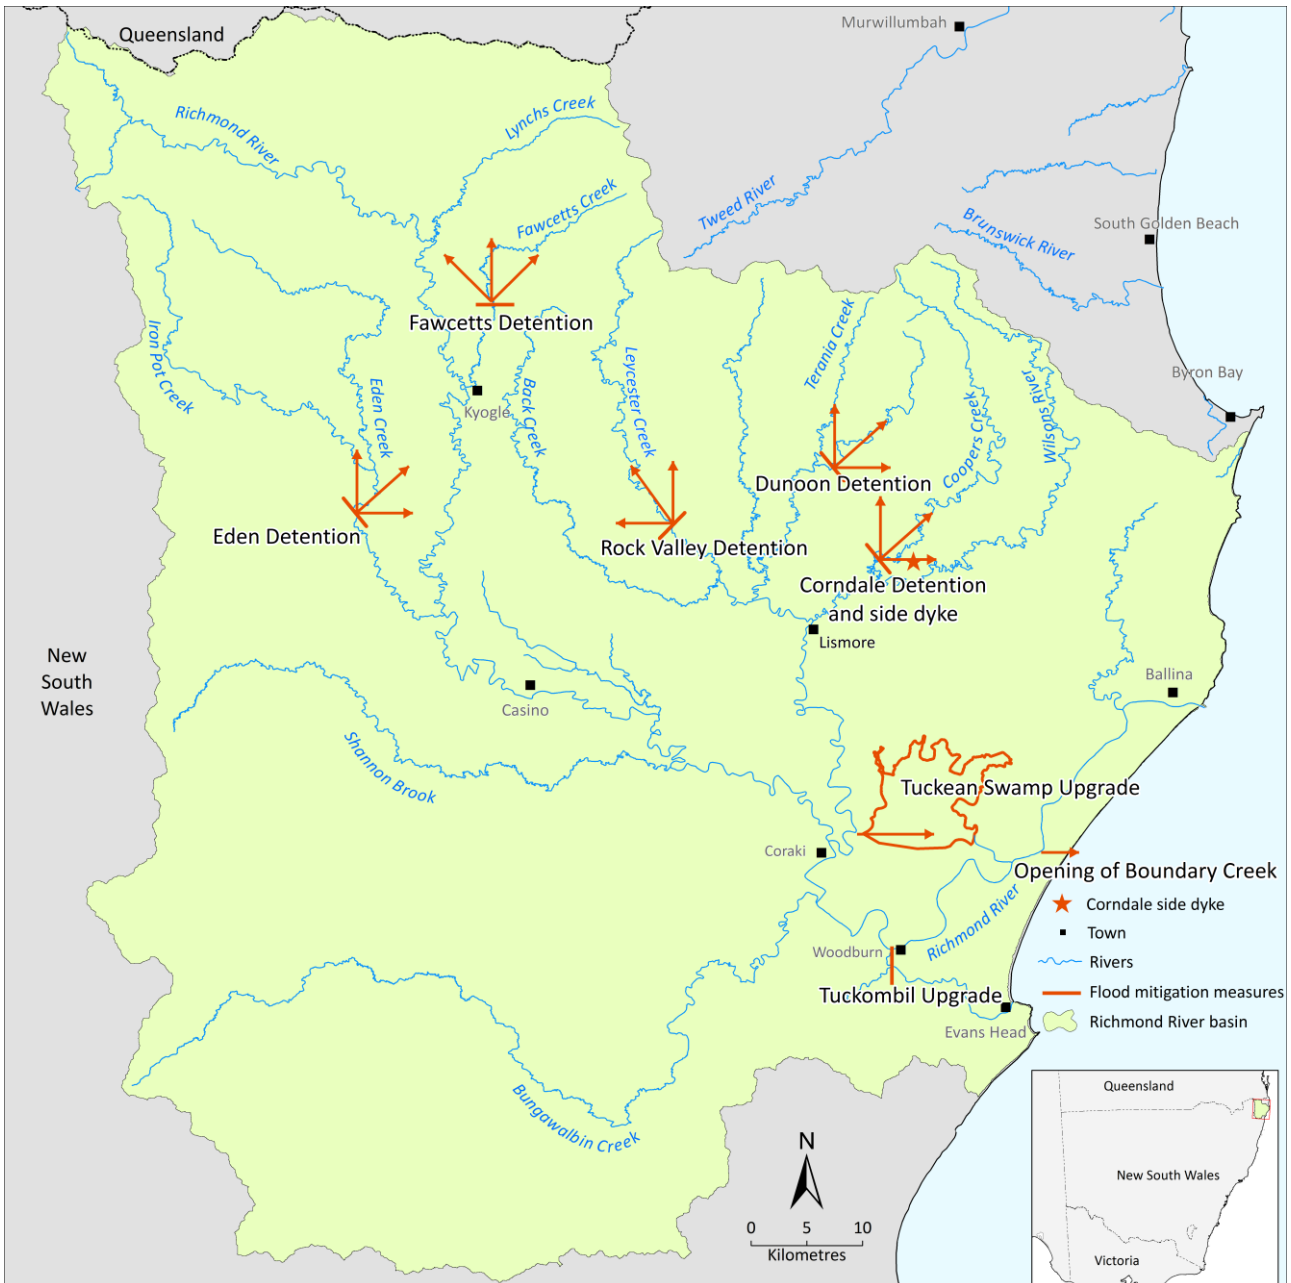 Queensland
Murwillumbah
Richmond River
Lynchs Creek
Fawcetts Creek
Tweed River
Brunswick River
South Golden Beach
Fawcetts Detention
Iron Pot Creek
Eden Creek
Kyogle
Back Creek
Leycester Creek
Terania Creek
Coopers Creek
Wilsons River
Byron Bay
Dunoon Detention
Eden Detention
Rock Valley Detention
Corndale Detention
and side dyke
Lismore
New
South
Wales
Casino
Ballina
Shannon Brook
Tuckean Swamp Upgrade
Coraki
Opening of Boundary Creek
Richmond River
Woodburn
Tuckombil Upgrade
Evans Head
Bungawalbin Creek
Corndale side dyke
Town
Rivers
Flood mitigation measures
Richmond River basin
N
0 5 10
Kilometres
Queensland
New South Wales
Victoria